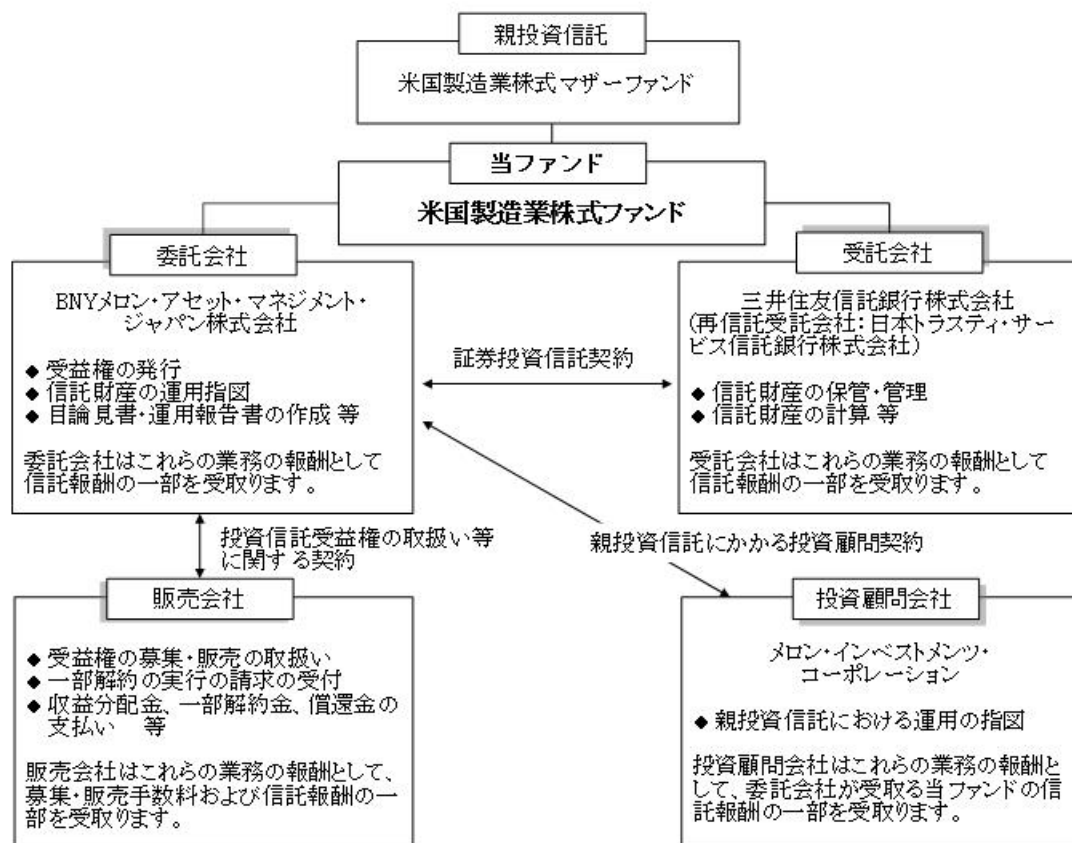 親投資信託
米国製造業株式マザーファンド
当ファンド
米国製造業株式ファンド
委託会社
BNYメロン・アセット・マネジメント・
ジャパン株式会社
◆ 受益権の発行
◆ 信託財産の運用指図
◆ 目論見書・運用報告書の作成 等
委託会社はこれらの業務の報酬として
信託報酬の一部を受取ります。
証券投資信託契約
受託会社
三井住友信託銀行株式会社
(再信託受託会社：日本トラスティ・サー
ビス信託銀行株式会社)
◆ 信託財産の保管・管理
◆ 信託財産の計算 等
受託会社はこれらの業務の報酬として
信託報酬の一部を受取ります。
投資信託受益権の取扱い等
に関する契約
親投資信託にかかる投資顧問契約
販売会社
◆ 受益権の募集・販売の取扱い
◆ 一部解約の実行の請求の受付
◆ 収益分配金、一部解約金、償還金の
支払い 等
販売会社はこれらの業務の報酬として、
募集・販売手数料および信託報酬の一
部を受取ります。
投資顧問会社
メロン・インベストメンツ・
コーポレーション
◆ 親投資信託における運用の指図
投資顧問会社はこれらの業務の報酬と
して、委託会社が受取る当ファンドの信
託報酬の一部を受取ります。